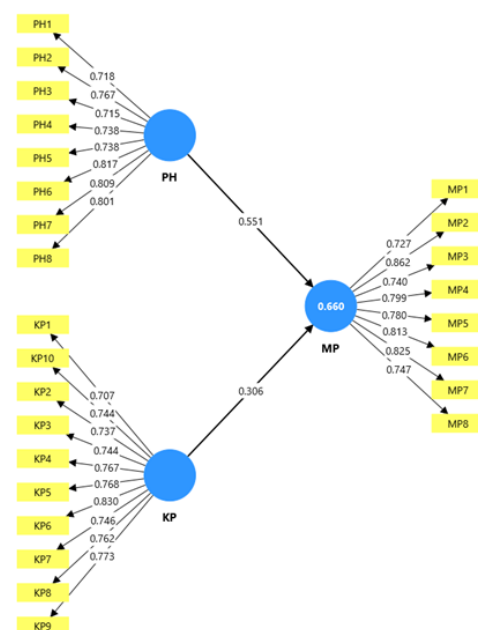 PH1
PH2
PH3
PH4
PH5
PH6
PH7
PH8
0.718
0.767
0.715
0.738
0.738
0.817
0.809
0.801
PH
0.551
KP1
KP10
KP2
KP3
KP4
KP5
KP6
KP7
KP8
KP9
0.707
0.744
0.737
0.744
0.767
0.768
0.830
0.746
0.762
0.773
KP
0.306
0.660
MP
0.727
0.862
0.740
0.799
0.780
0.813
0.825
0.747
MP1
MP2
MP3
MP4
MP5
MP6
MP7
MP8